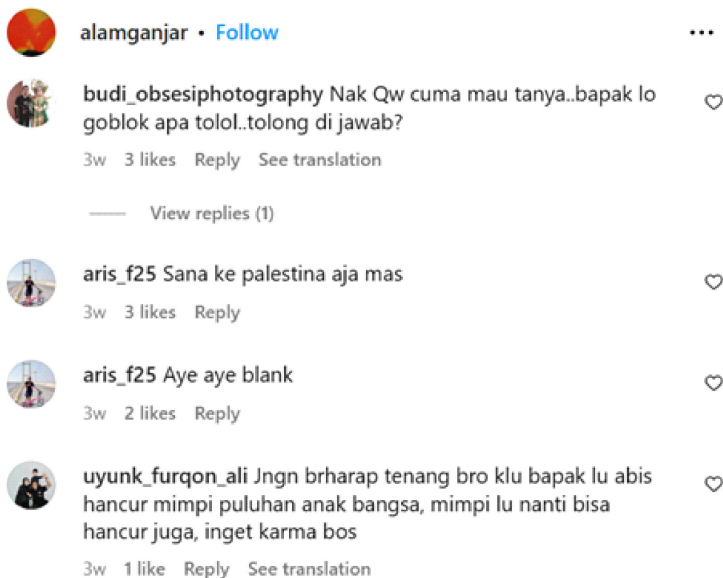 alamganjar • Follow
budi_obsesiphotography Nak Qw cuma mau tanya..bapak lo
goblok apa tolol..tolong di jawab?
3w 3 likes Reply See translation
View replies (1)
aris_f25 Sana ke palestina aja mas
3w 3 likes Reply
aris_f25 Aye aye blank
3w 2 likes Reply
uyunk_furqon_ali Jngn brharap tenang bro klu bapak lu abis
hancur mimpi puluhan anak bangsa, mimpi lu nanti bisa
hancur juga, inget karma bos
3w 1 like Reply See translation